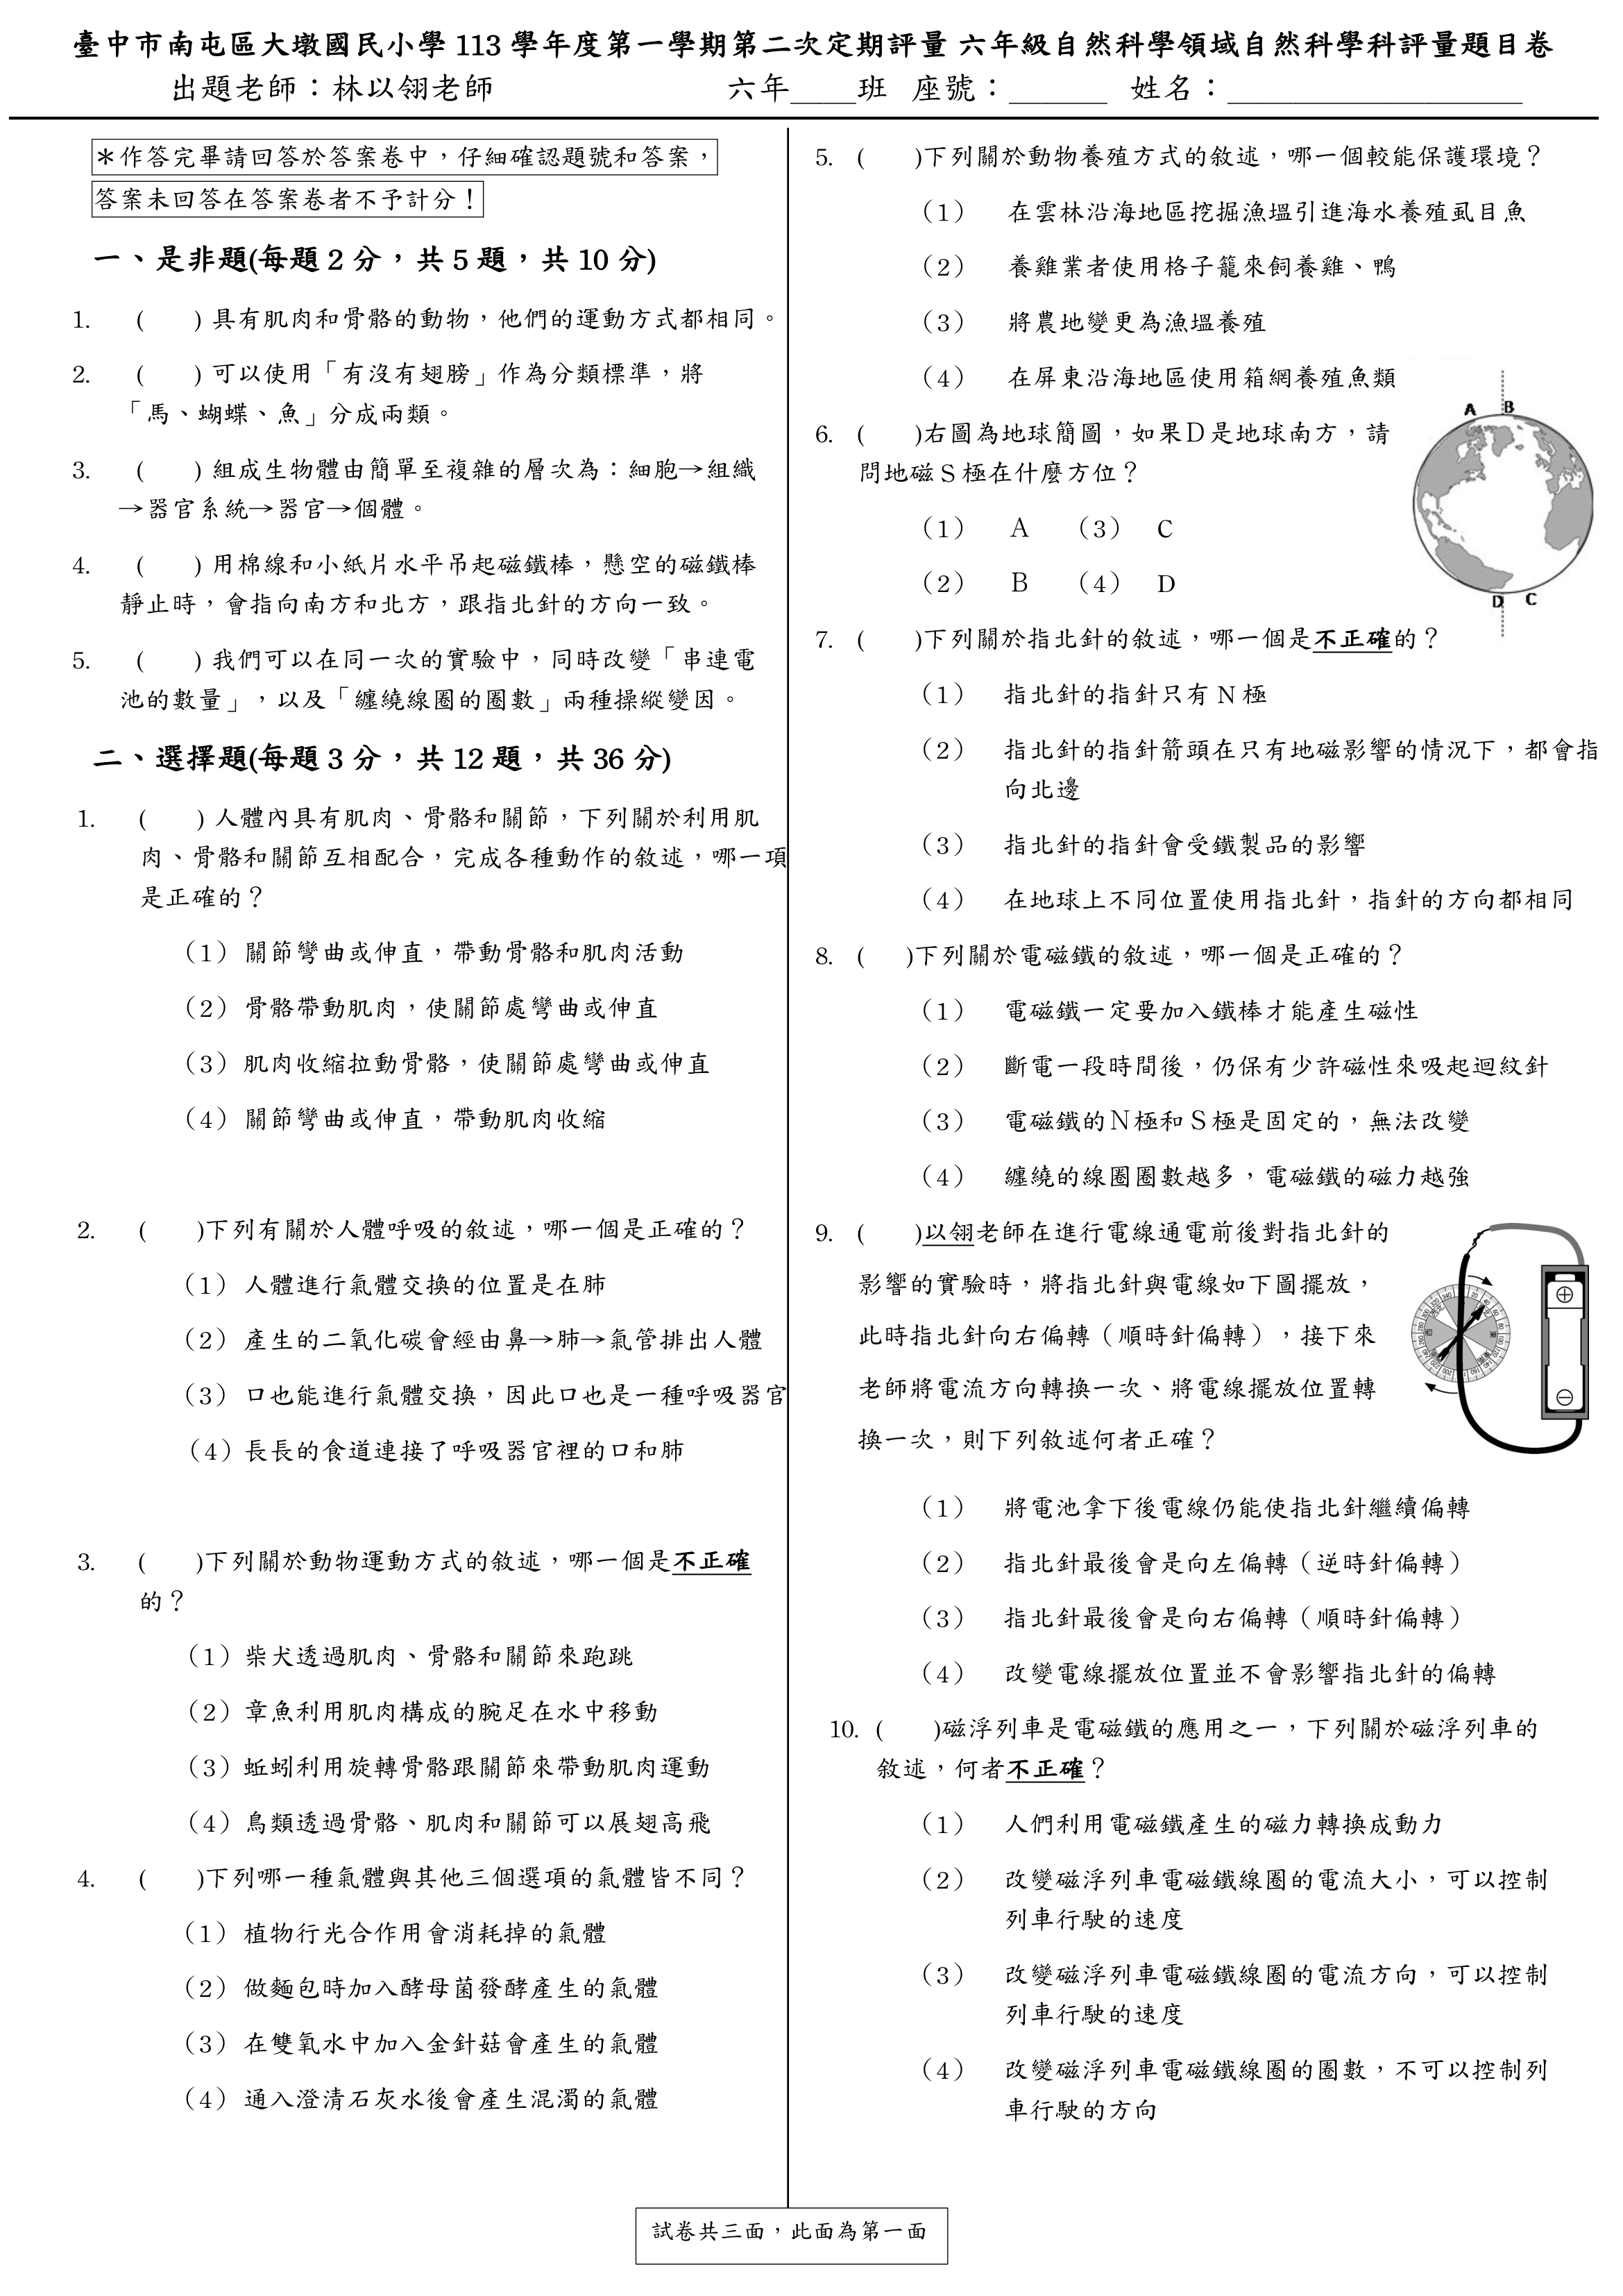 臺中市南屯區大墩國民小學 113 學年度第一學期第二次定期評量 六年級自然科學領域自然科學科評量題目卷
出題老師：林以翎老師 六年____班 座號：______ 姓名：__________________
＊作答完畢請回答於答案卷中，仔細確認題號和答案，
答案未回答在答案卷者不予計分！
一、是非題(每題 2 分，共 5 題，共 10 分)
1. ( ) 具有肌肉和骨骼的動物，他們的運動方式都相同。
2. ( ) 可以使用「有沒有翅膀」作為分類標準，將
「馬、蝴蝶、魚」分成兩類。
3. ( ) 組成生物體由簡單至複雜的層次為：細胞→組織
→器官系統→器官→個體。
4. ( ) 用棉線和小紙片水平吊起磁鐵棒，懸空的磁鐵棒
靜止時，會指向南方和北方，跟指北針的方向一致。
5. ( ) 我們可以在同一次的實驗中，同時改變「串連電
池的數量」，以及「纏繞線圈的圈數」兩種操縱變因。
二、選擇題(每題 3 分，共 12 題，共 36 分)
1. ( ) 人體內具有肌肉、骨骼和關節，下列關於利用肌
肉、骨骼和關節互相配合，完成各種動作的敘述，哪一項
是正確的？
（1）關節彎曲或伸直，帶動骨骼和肌肉活動
（2）骨骼帶動肌肉，使關節處彎曲或伸直
（3）肌肉收縮拉動骨骼，使關節處彎曲或伸直
（4）關節彎曲或伸直，帶動肌肉收縮
2. ( )下列有關於人體呼吸的敘述，哪一個是正確的？
（1）人體進行氣體交換的位置是在肺
（2）產生的二氧化碳會經由鼻→肺→氣管排出人體
（3）口也能進行氣體交換，因此口也是一種呼吸器官
（4）長長的食道連接了呼吸器官裡的口和肺
3. ( )下列關於動物運動方式的敘述，哪一個是不正確
的？
（1）柴犬透過肌肉、骨骼和關節來跑跳
（2）章魚利用肌肉構成的腕足在水中移動
（3）蚯蚓利用旋轉骨骼跟關節來帶動肌肉運動
（4）鳥類透過骨骼、肌肉和關節可以展翅高飛
4. ( )下列哪一種氣體與其他三個選項的氣體皆不同？
（1）植物行光合作用會消耗掉的氣體
（2）做麵包時加入酵母菌發酵產生的氣體
（3）在雙氧水中加入金針菇會產生的氣體
（4）通入澄清石灰水後會產生混濁的氣體
5. ( )下列關於動物養殖方式的敘述，哪一個較能保護環境？
（1） 在雲林沿海地區挖掘漁塭引進海水養殖虱目魚
（2） 養雞業者使用格子籠來飼養雞、鴨
（3） 將農地變更為漁塭養殖
（4） 在屏東沿海地區使用箱網養殖魚類
6. ( )右圖為地球簡圖，如果D是地球南方，請
問地磁S極在什麼方位？
（1） A （3） C
（2） B （4） D
A B
D C
7. ( )下列關於指北針的敘述，哪一個是不正確的？
（1） 指北針的指針只有 N 極
（2） 指北針的指針箭頭在只有地磁影響的情況下，都會指
向北邊
（3） 指北針的指針會受鐵製品的影響
（4） 在地球上不同位置使用指北針，指針的方向都相同
8. ( )下列關於電磁鐵的敘述，哪一個是正確的？
（1） 電磁鐵一定要加入鐵棒才能產生磁性
（2） 斷電一段時間後，仍保有少許磁性來吸起迴紋針
（3） 電磁鐵的N極和S極是固定的，無法改變
（4） 纏繞的線圈圈數越多，電磁鐵的磁力越強
9. ( )以翎老師在進行電線通電前後對指北針的
影響的實驗時，將指北針與電線如下圖擺放，
此時指北針向右偏轉（順時針偏轉），接下來
老師將電流方向轉換一次、將電線擺放位置轉
換一次，則下列敘述何者正確？
（1） 將電池拿下後電線仍能使指北針繼續偏轉
（2） 指北針最後會是向左偏轉（逆時針偏轉）
（3） 指北針最後會是向右偏轉（順時針偏轉）
（4） 改變電線擺放位置並不會影響指北針的偏轉
10. ( )磁浮列車是電磁鐵的應用之一，下列關於磁浮列車的
敘述，何者不正確？
（1） 人們利用電磁鐵產生的磁力轉換成動力
（2） 改變磁浮列車電磁鐵線圈的電流大小，可以控制
列車行駛的速度
（3） 改變磁浮列車電磁鐵線圈的電流方向，可以控制
列車行駛的速度
（4） 改變磁浮列車電磁鐵線圈的圈數，不可以控制列
車行駛的方向
試卷共三面，此面為第一面